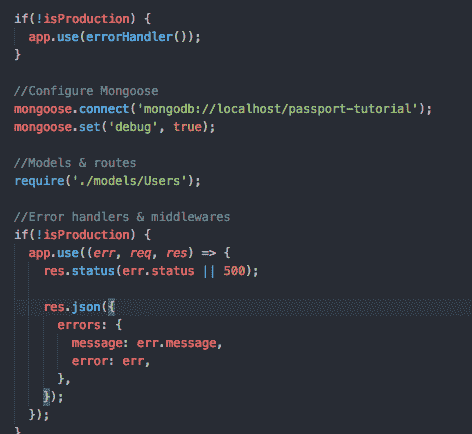 if(!isProduction) {
  app.use(errorHandler());
}

//Configure Mongoose
mongoose.connect('mongodb://localhost/passport-tutorial');
mongoose.set('debug', true);

//Models & routes
require('./models/Users');

//Error handlers & middlewares
if(!isProduction) {
  app.use((err, req, res) => {
    res.status(err.status || 500);

    res.json({
      errors: {
        message: err.message,
        error: err,
      },
    });
  });
}